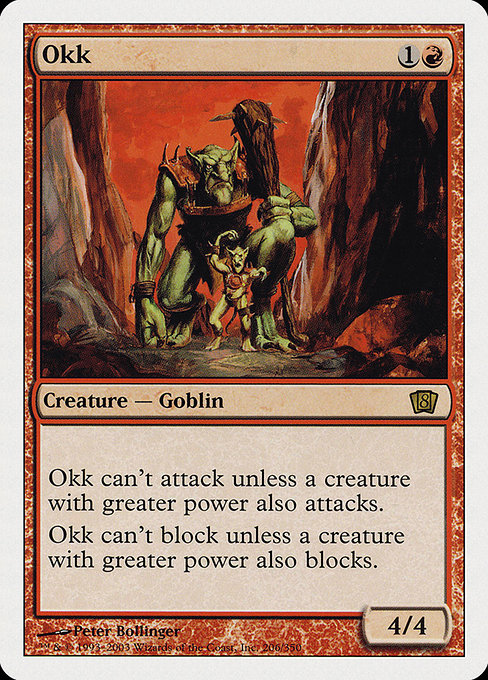 Okk 1
Creature — Goblin
8
Okk can't attack unless a creature
with greater power also attacks.
Okk can't block unless a creature
with greater power also blocks.
Peter Bollinger
4/4
™ & © 1993-2003 Wizards of the Coast, Inc. 206/350